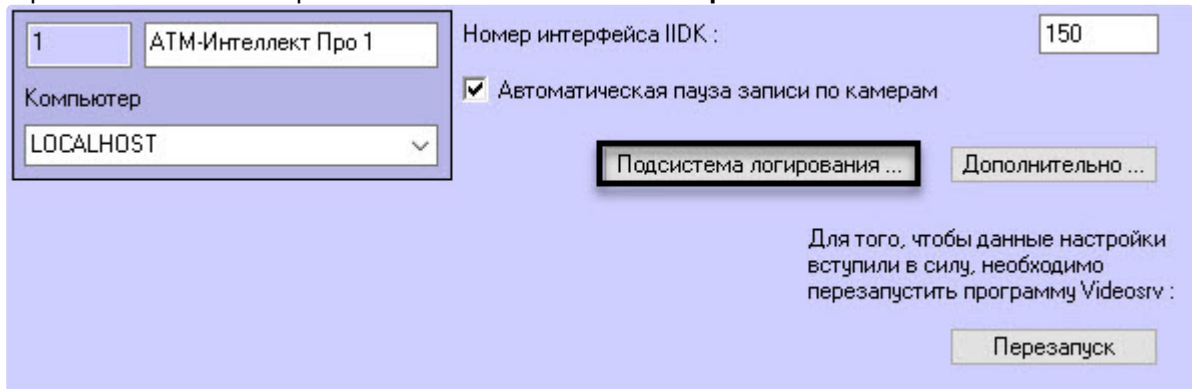 1
АТМ-Интеллект Про 1
Компьютер
LOCALHOST
Номер интерфейса IIDK :
150
Автоматическая пауза записи по камерам
Подсистема логирования ...
Дополнительно ...
Для того, чтобы данные настройки
вступили в силу, необходимо
перезапустить программу Videosrv :
Перезапуск